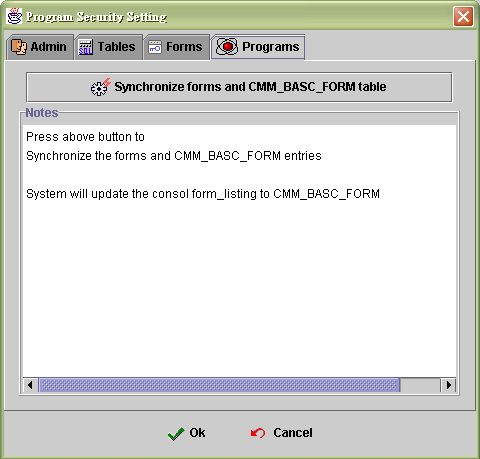 Program Security Setting
Admin Tables Forms Programs
Synchronize forms and CMM_BASC_FORM table
Notes
Press above button to
Synchronize the forms and CMM_BASC_FORM entries
System will update the consol form_listing to CMM_BASC_FORM
Ok Cancel